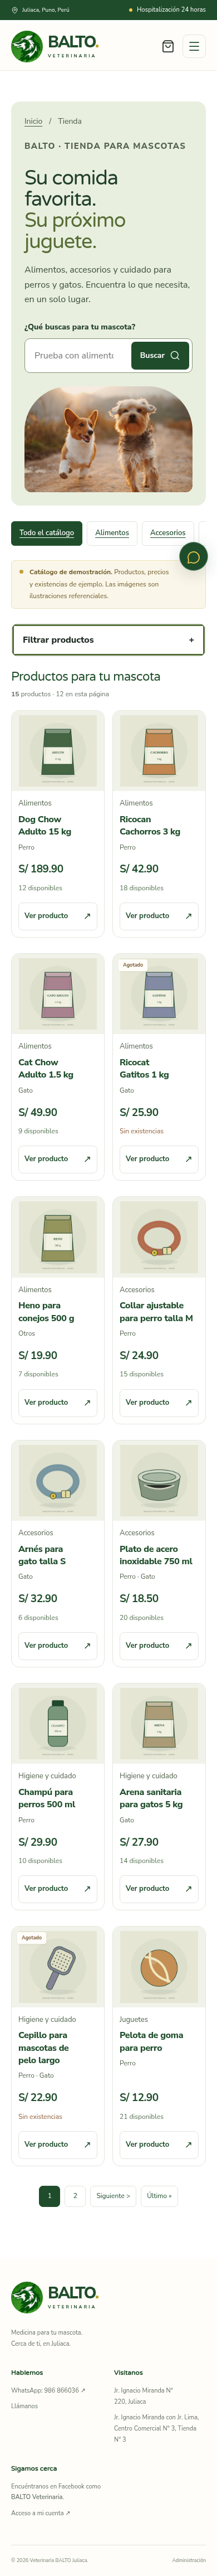 Juliaca, Puno, Perú
Hospitalización 24 horas
BALTO.
VETERINARIA
Inicio / Tienda
BALTO · TIENDA PARA MASCOTAS
Su comida
favorita.
Su próximo
juguete.
Alimentos, accesorios y cuidado para
perros y gatos. Encuentra lo que necesita,
en un solo lugar.
¿Qué buscas para tu mascota?
Prueba con alimento
Buscar
Todo el catálogo
Alimentos
Accesorios
Catálogo de demostración. Productos, precios
y existencias de ejemplo. Las imágenes son
ilustraciones referenciales.
Filtrar productos +
Productos para tu mascota
15 productos · 12 en esta página
Alimentos
Dog Chow
Adulto 15 kg
Perro
S/ 189.90
12 disponibles
Ver producto ↗
CACHORRO
Alimentos
Ricocan
Cachorros 3 kg
Perro
S/ 42.90
18 disponibles
Ver producto ↗
Alimentos
Cat Chow
Adulto 1.5 kg
Gato
S/ 49.90
9 disponibles
Ver producto ↗
Agotado
Alimentos
Ricocat
Gatitos 1 kg
Gato
S/ 25.90
Sin existencias
Ver producto ↗
HENO
Alimentos
Heno para
conejos 500 g
Otros
S/ 19.90
7 disponibles
Ver producto ↗
Accesorios
Collar ajustable
para perro talla M
Perro
S/ 24.90
15 disponibles
Ver producto ↗
Accesorios
Arnés para
gato talla S
Gato
S/ 32.90
6 disponibles
Ver producto ↗
Accesorios
Plato de acero
inoxidable 750 ml
Perro · Gato
S/ 18.50
20 disponibles
Ver producto ↗
CHAMPÚ
Higiene y cuidado
Champú para
perros 500 ml
Perro
S/ 29.90
10 disponibles
Ver producto ↗
ARENA
Higiene y cuidado
Arena sanitaria
para gatos 5 kg
Gato
S/ 27.90
14 disponibles
Ver producto ↗
Agotado
Higiene y cuidado
Cepillo para
mascotas de
pelo largo
Perro · Gato
S/ 22.90
Sin existencias
Ver producto ↗
Juguetes
Pelota de goma
para perro
Perro
S/ 12.90
21 disponibles
Ver producto ↗
1 2 Siguiente > Último »
BALTO.
VETERINARIA
Medicina para tu mascota.
Cerca de ti, en Juliaca.
Hablemos
WhatsApp: 986 866036 ↗
Llámanos
Visítanos
Jr. Ignacio Miranda N°
220, Juliaca
Jr. Ignacio Miranda con Jr. Lima,
Centro Comercial N° 3, Tienda
N° 3
Sigamos cerca
Encuéntranos en Facebook como
BALTO Veterinaria.
Acceso a mi cuenta ↗
© 2026 Veterinaria BALTO Juliaca.
Administración